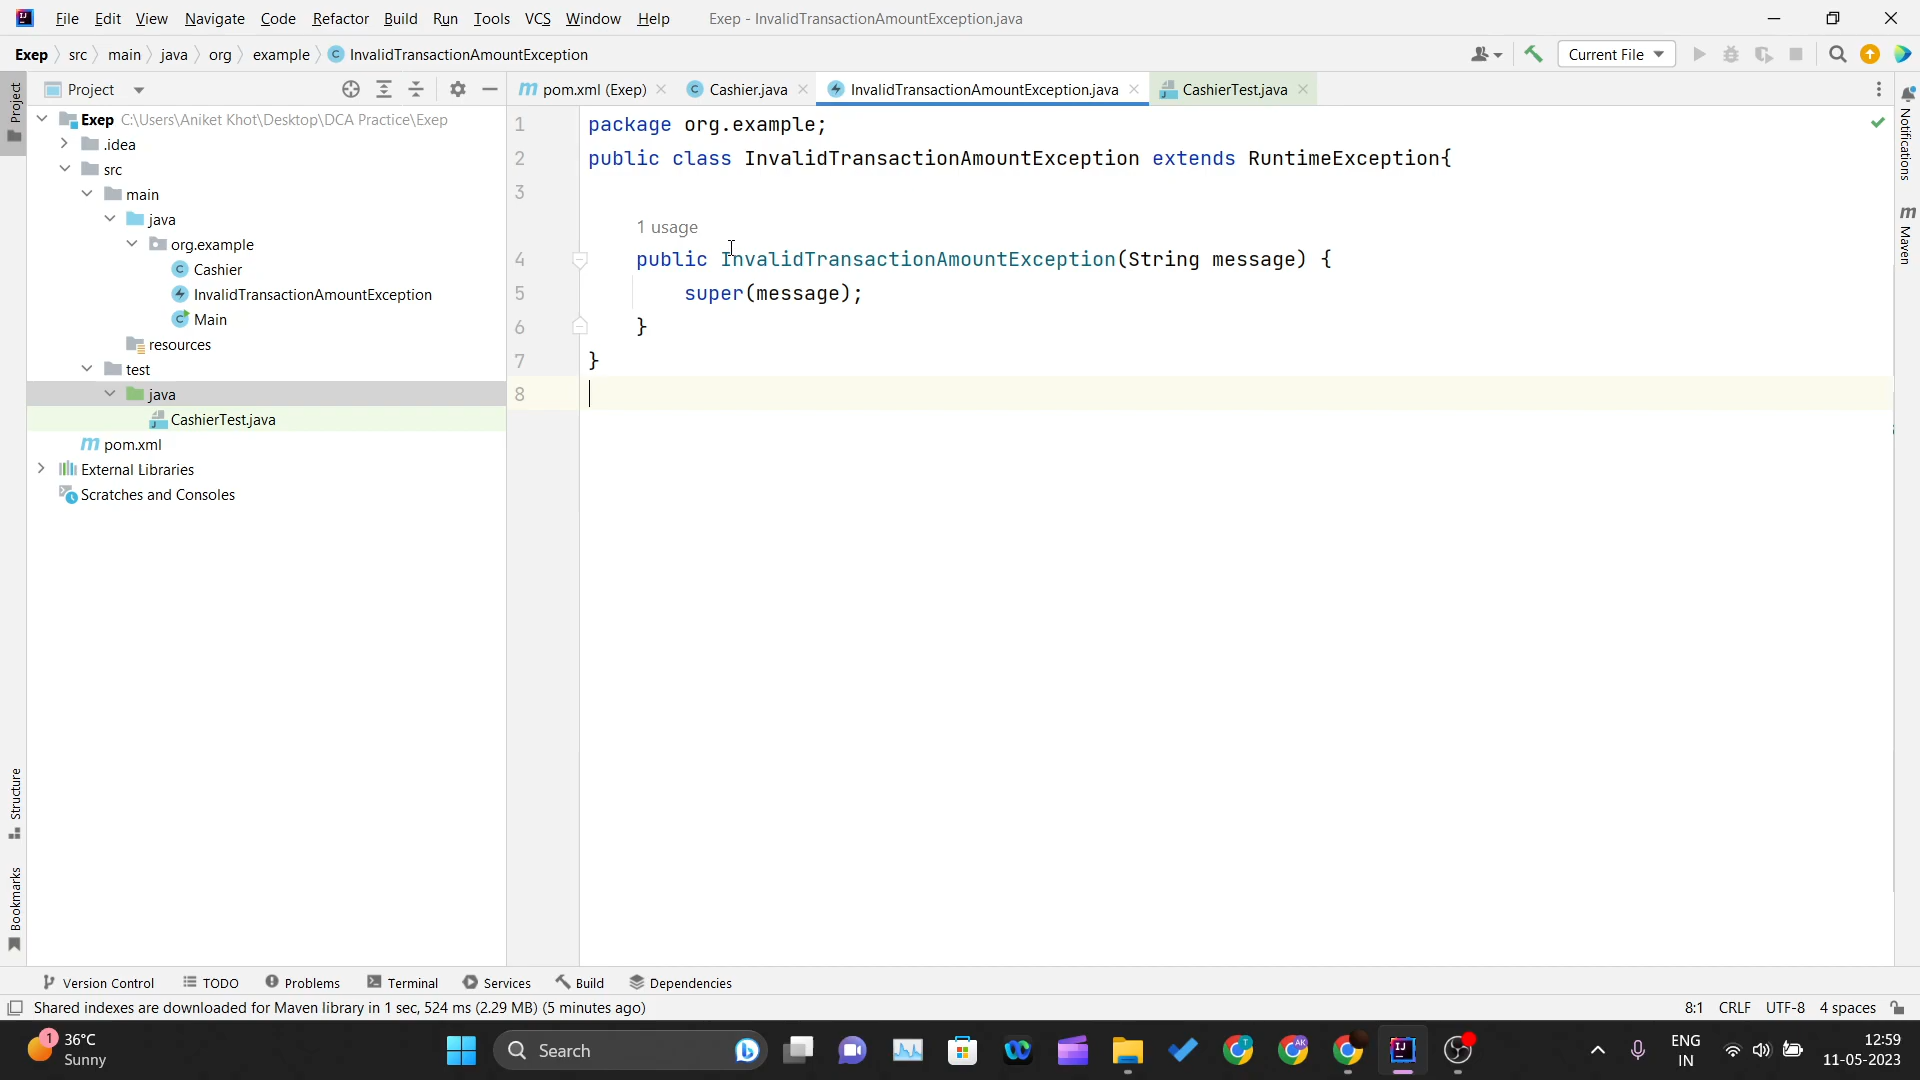 File Edit View Navigate Code Refactor Build Run Tools VCS Window Help Exep - InvalidTransactionAmountException.java
Exep src main java org example C InvalidTransactionAmountException Current File
Project
Project
m pom.xml (Exep) C Cashier.java InvalidTransactionAmountException.java CashierTest.java
Exep C:\Users\Aniket Khot\Desktop\DCA Practice\Exep
.idea
src
main
java
org.example
C Cashier
InvalidTransactionAmountException
C Main
resources
test
java
CashierTest.java
m pom.xml
External Libraries
Scratches and Consoles
1 package org.example;
2 public class InvalidTransactionAmountException extends RuntimeException{
3
1 usage
4 public InvalidTransactionAmountException(String message) {
5 super(message);
6 }
7 }
8
Notifications
m Maven
Structure
Bookmarks
Version Control TODO Problems Terminal Services Build Dependencies
Shared indexes are downloaded for Maven library in 1 sec, 524 ms (2.29 MB) (5 minutes ago) 8:1 CRLF UTF-8 4 spaces
1 36°C
Sunny
Search
T
AK
IJ
ENG
IN
12:59
11-05-2023